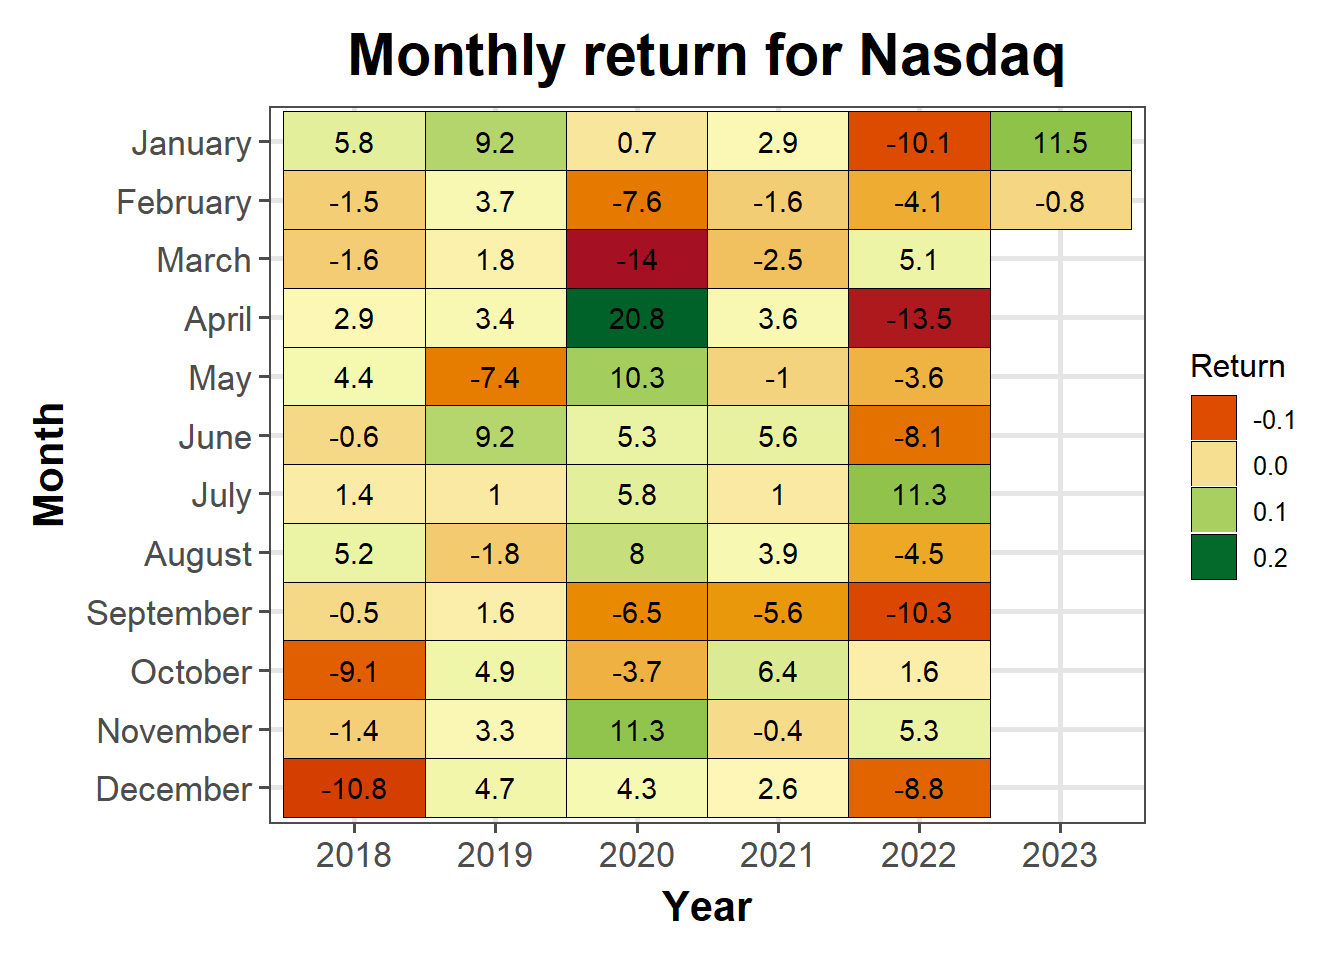 Monthly return for Nasdaq
January 5.8 9.2 0.7 2.9 -10.1 11.5
February -1.5 3.7 -7.6 -1.6 -4.1 -0.8
March -1.6 1.8 -14 -2.5 5.1
April 2.9 3.4 20.8 3.6 -13.5
May 4.4 -7.4 10.3 -1 -3.6
June -0.6 9.2 5.3 5.6 -8.1
July 1.4 1 5.8 1 11.3
August 5.2 -1.8 8 3.9 -4.5
September -0.5 1.6 -6.5 -5.6 -10.3
October -9.1 4.9 -3.7 6.4 1.6
November -1.4 3.3 11.3 -0.4 5.3
December -10.8 4.7 4.3 2.6 -8.8
2018 2019 2020 2021 2022 2023
Year
Month
Return
-0.1
0.0
0.1
0.2